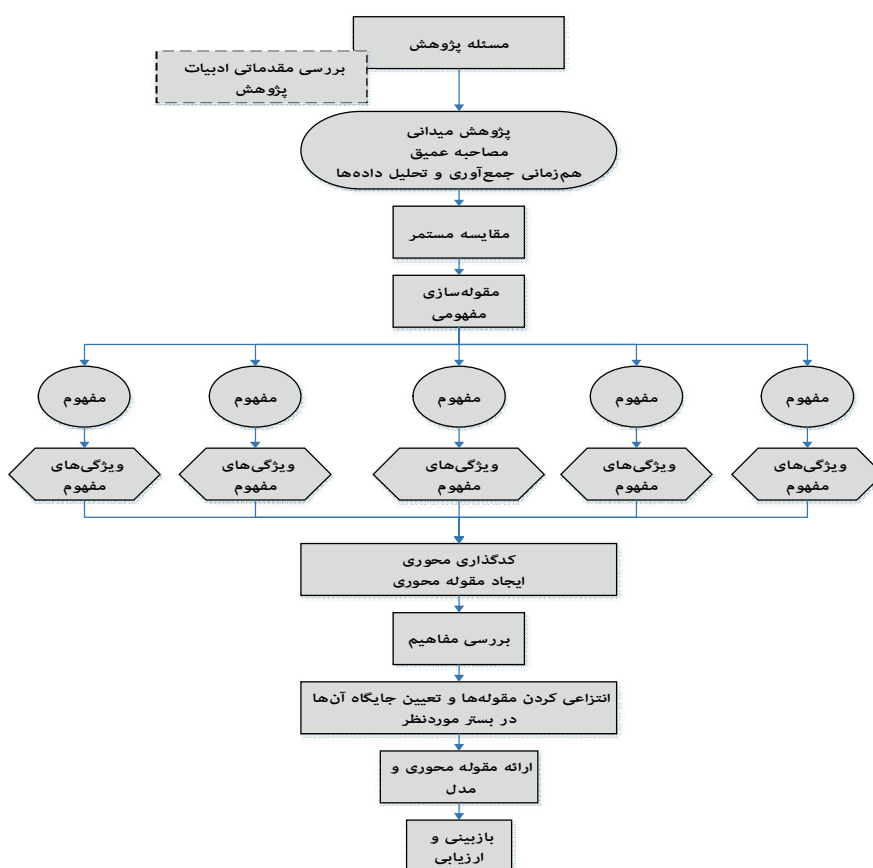 مسئله پژوهش
بررسی مقدماتی ادبیات
پژوهش
پژوهش میدانی
مصاحبه عمیق
هم‌زمانی جمع‌آوری و تحلیل داده‌ها
مقایسه مستمر
مقوله‌سازی
مفهومی
مفهوم
مفهوم
مفهوم
مفهوم
مفهوم
ویژگی‌های
مفهوم
ویژگی‌های
مفهوم
ویژگی‌های
مفهوم
ویژگی‌های
مفهوم
ویژگی‌های
مفهوم
کدگذاری محوری
ایجاد مقوله محوری
بررسی مفاهیم
انتزاعی کردن مقوله‌ها و تعیین جایگاه آن‌ها
در بستر موردنظر
ارائه مقوله محوری و
مدل
بازبینی و
ارزیابی